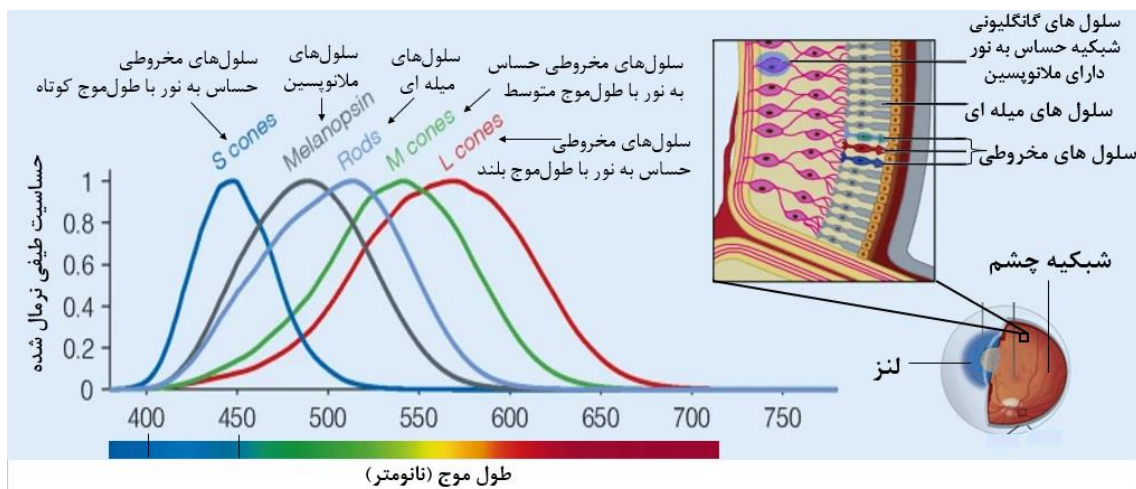 سلول‌های مخروطی
حساس به نور با طول‌موج کوتاه
سلول‌های
ملانوپسین
سلول‌های
میله ای
سلول‌های مخروطی حساس
به نور با طول‌موج متوسط
سلول‌های مخروطی
حساس به نور با طول‌موج بلند
S cones
Melanopsin
Rods
M cones
L cones
حساسیت طیفی نرمال شده
1
0.8
0.6
0.4
0.2
0
400
450
500
550
600
650
700
750
طول موج (نانومتر)
سلول های گانگلیونی
شبکیه حساس به نور
دارای ملانوپسین
سلول های میله ای
سلول های مخروطی
شبکیه چشم
لنز